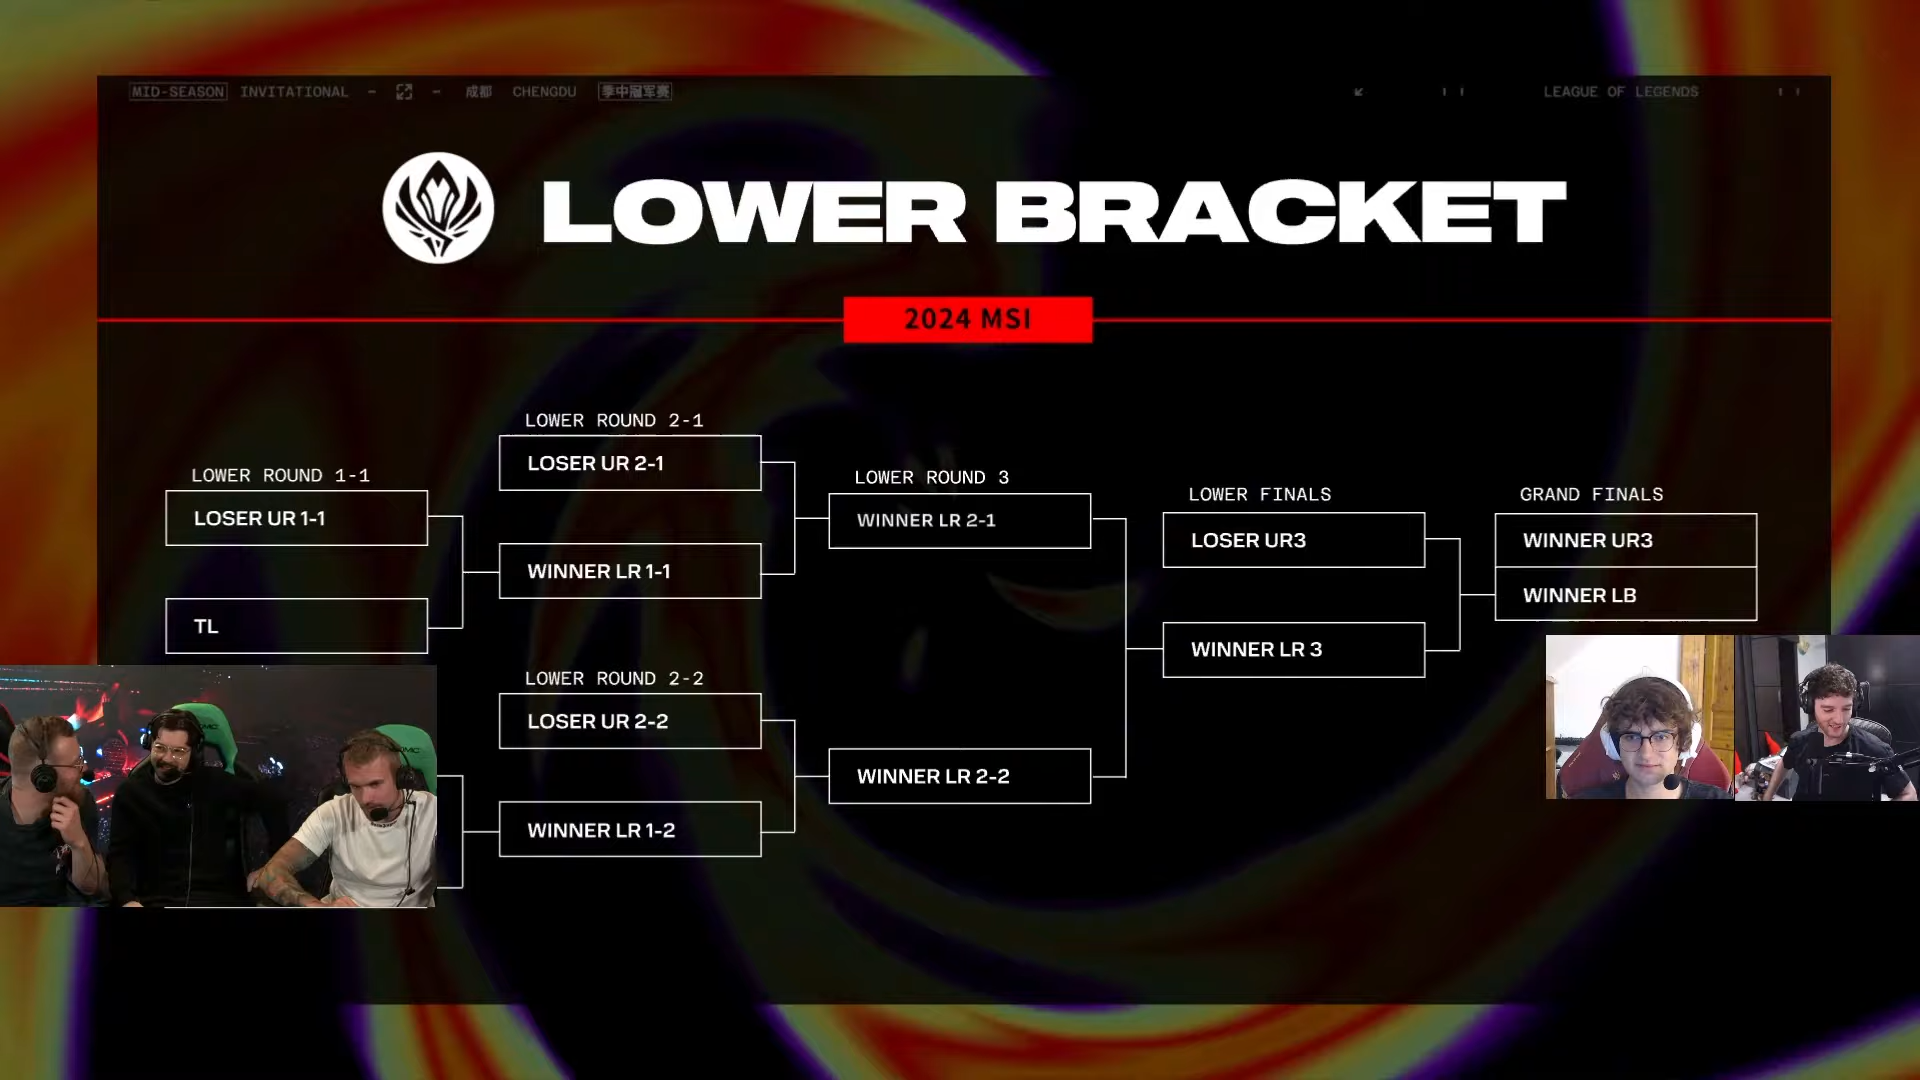 MID-SEASON INVITATIONAL - - 成都 CHENGDU 季中冠军赛 LEAGUE OF LEGENDS
LOWER BRACKET
2024 MSI
LOWER ROUND 1-1
LOSER UR 1-1
TL
LOWER ROUND 2-1
LOSER UR 2-1
WINNER LR 1-1
LOWER ROUND 2-2
LOSER UR 2-2
WINNER LR 1-2
LOWER ROUND 3
WINNER LR 2-1
WINNER LR 2-2
LOWER FINALS
LOSER UR3
WINNER LR 3
GRAND FINALS
WINNER UR3
WINNER LB